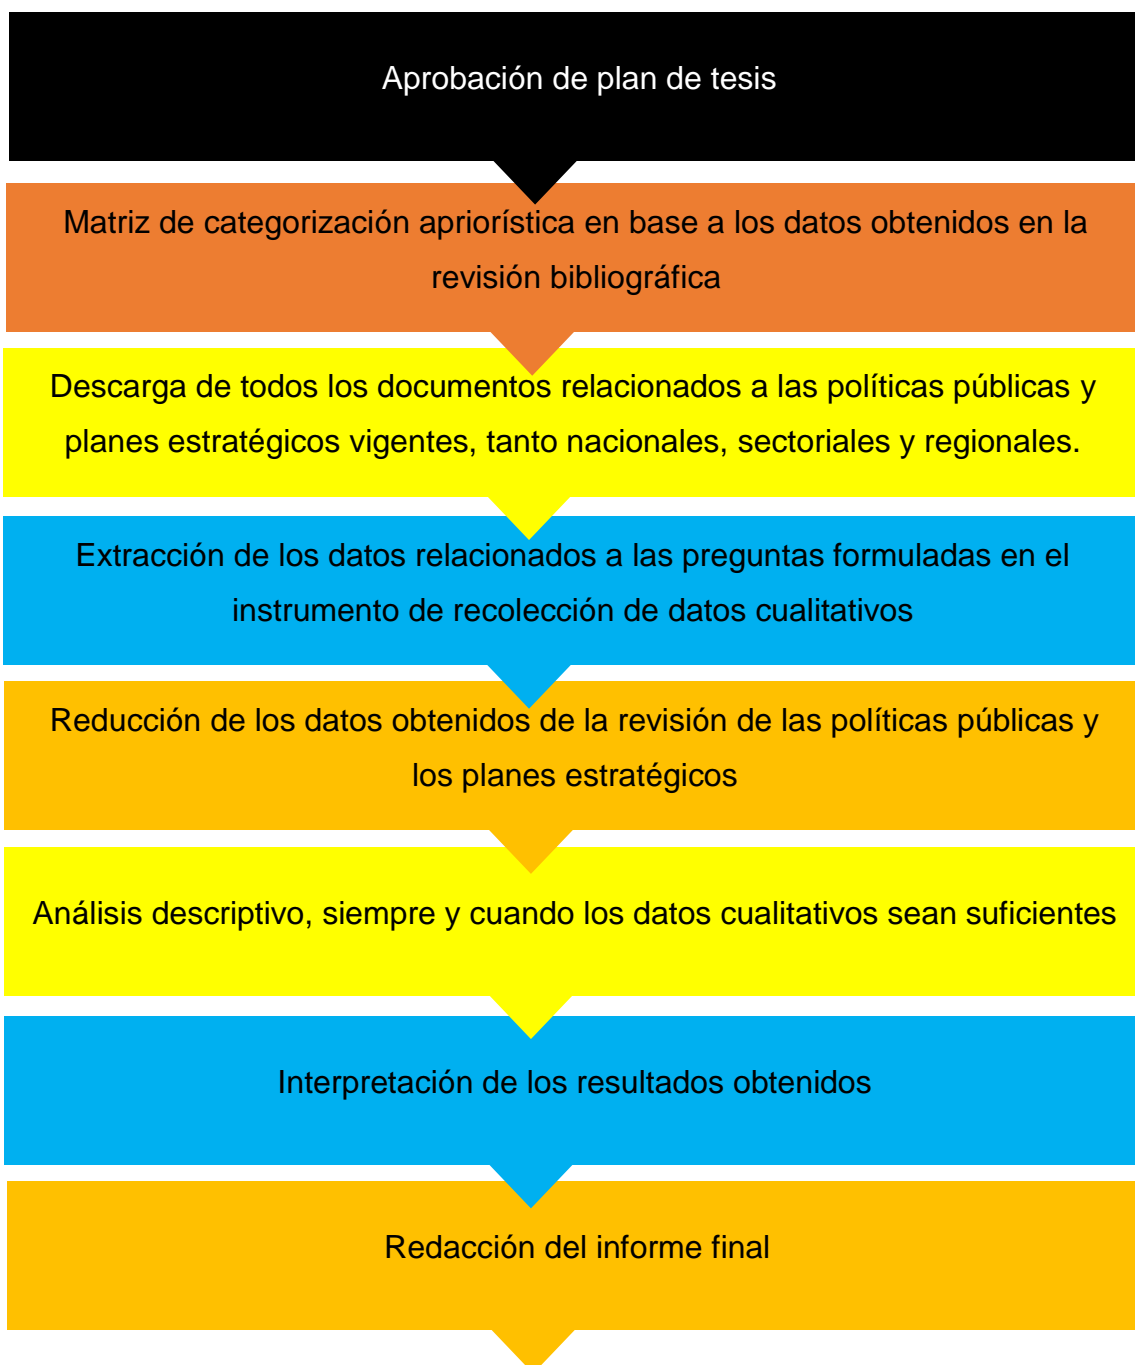 Aprobación de plan de tesis
Matriz de categorización apriorística en base a los datos obtenidos en la
revisión bibliográfica
Descarga de todos los documentos relacionados a las políticas públicas y
planes estratégicos vigentes, tanto nacionales, sectoriales y regionales.
Extracción de los datos relacionados a las preguntas formuladas en el
instrumento de recolección de datos cualitativos
Reducción de los datos obtenidos de la revisión de las políticas públicas y
los planes estratégicos
Análisis descriptivo, siempre y cuando los datos cualitativos sean suficientes
Interpretación de los resultados obtenidos
Redacción del informe final